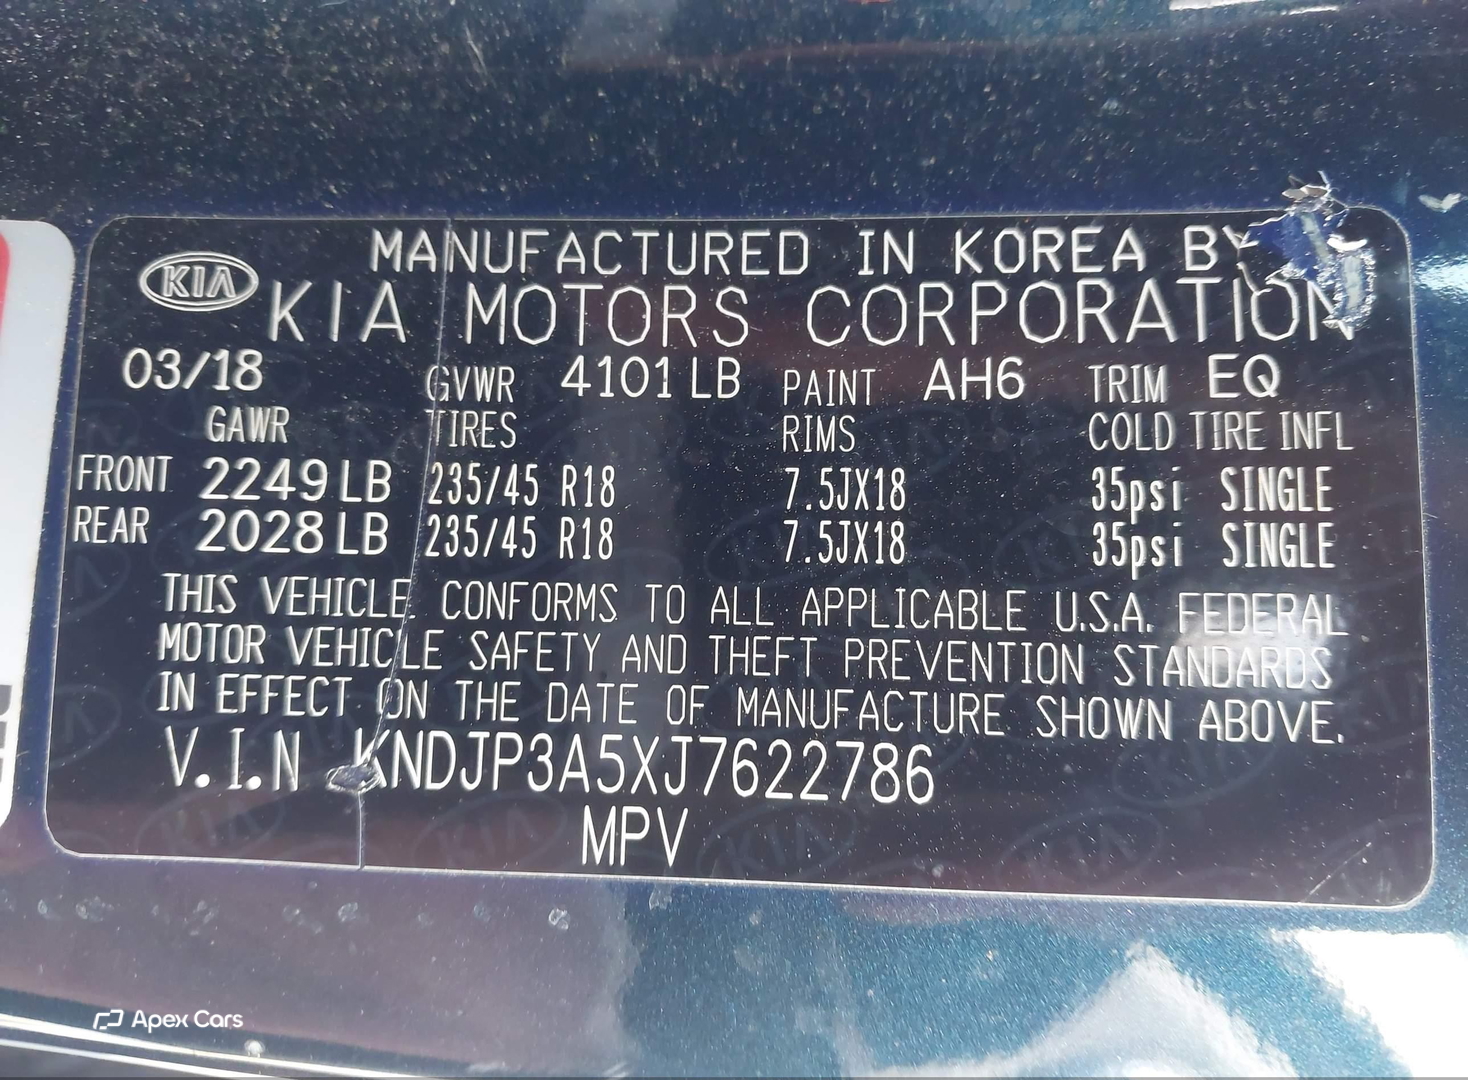 MANUFACTURED IN KOREA BY
KIA KIA MOTORS CORPORATION
03/18 GVWR 4101 LB PAINT AH6 TRIM EQ
GAWR TIRES RIMS COLD TIRE INFL
FRONT 2249 LB 235/45 R18 7.5JX18 35psi SINGLE
REAR 2028 LB 235/45 R18 7.5JX18 35psi SINGLE
THIS VEHICLE CONFORMS TO ALL APPLICABLE U.S.A. FEDERAL
MOTOR VEHICLE SAFETY AND THEFT PREVENTION STANDARDS
IN EFFECT ON THE DATE OF MANUFACTURE SHOWN ABOVE.
V.I.N KNDJP3A5XJ7622786
MPV
Apex Cars